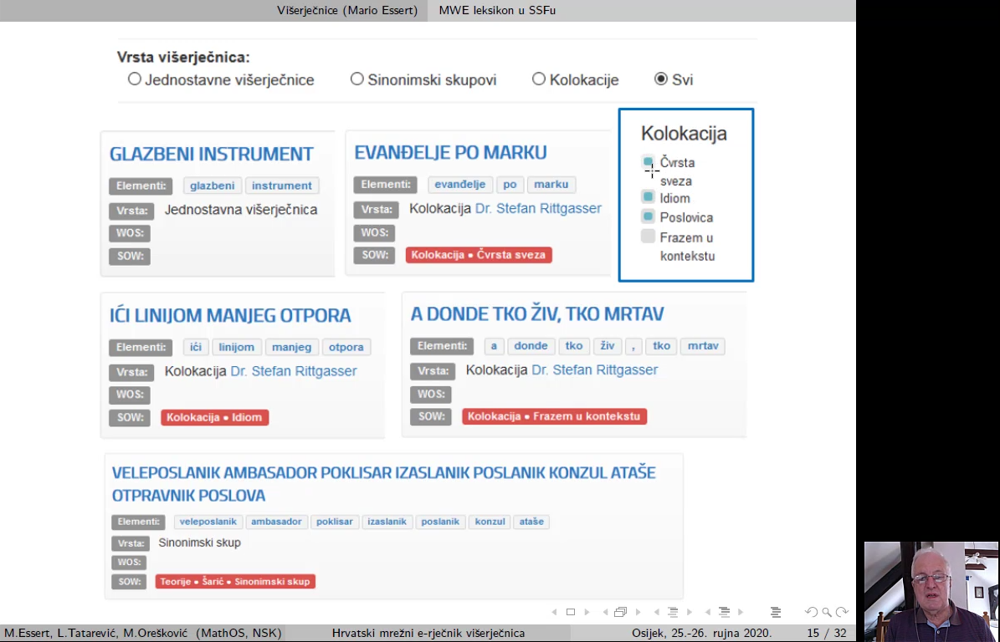 Višerječnice (Mario Essert) MWE leksikon u SSFu
Vrsta višerječnica:
Jednostavne višerječnice Sinonimski skupovi Kolokacije Svi
GLAZBENI INSTRUMENT
Elementi: glazbeni instrument
Vrsta: Jednostavna višerječnica
WOS:
SOW:
EVANĐELJE PO MARKU
Elementi: evanđelje po marku
Vrsta: Kolokacija Dr. Stefan Rittgasser
WOS:
SOW: Kolokacija • Čvrsta sveza
Kolokacija
Čvrsta
sveza
Idiom
Poslovica
Frazem u
kontekstu
IĆI LINIJOM MANJEG OTPORA
Elementi: ići linijom manjeg otpora
Vrsta: Kolokacija Dr. Stefan Rittgasser
WOS:
SOW: Kolokacija • Idiom
A DONDE TKO ŽIV, TKO MRTAV
Elementi: a donde tko živ , tko mrtav
Vrsta: Kolokacija Dr. Stefan Rittgasser
WOS:
SOW: Kolokacija • Frazem u kontekstu
VELEPOSLANIK AMBASADOR POKLISAR IZASLANIK POSLANIK KONZUL ATAŠE
OTPRAVNIK POSLOVA
Elementi: veleposlanik ambasador poklisar izaslanik poslanik konzul ataše
Vrsta: Sinonimski skup
WOS:
SOW: Teorije • Šarić • Sinonimski skup
M.Essert, L.Tatarević, M.Orešković (MathOS, NSK) Hrvatski mrežni e-rječnik višerječnica Osijek, 25.-26. rujna 2020. 15 / 32